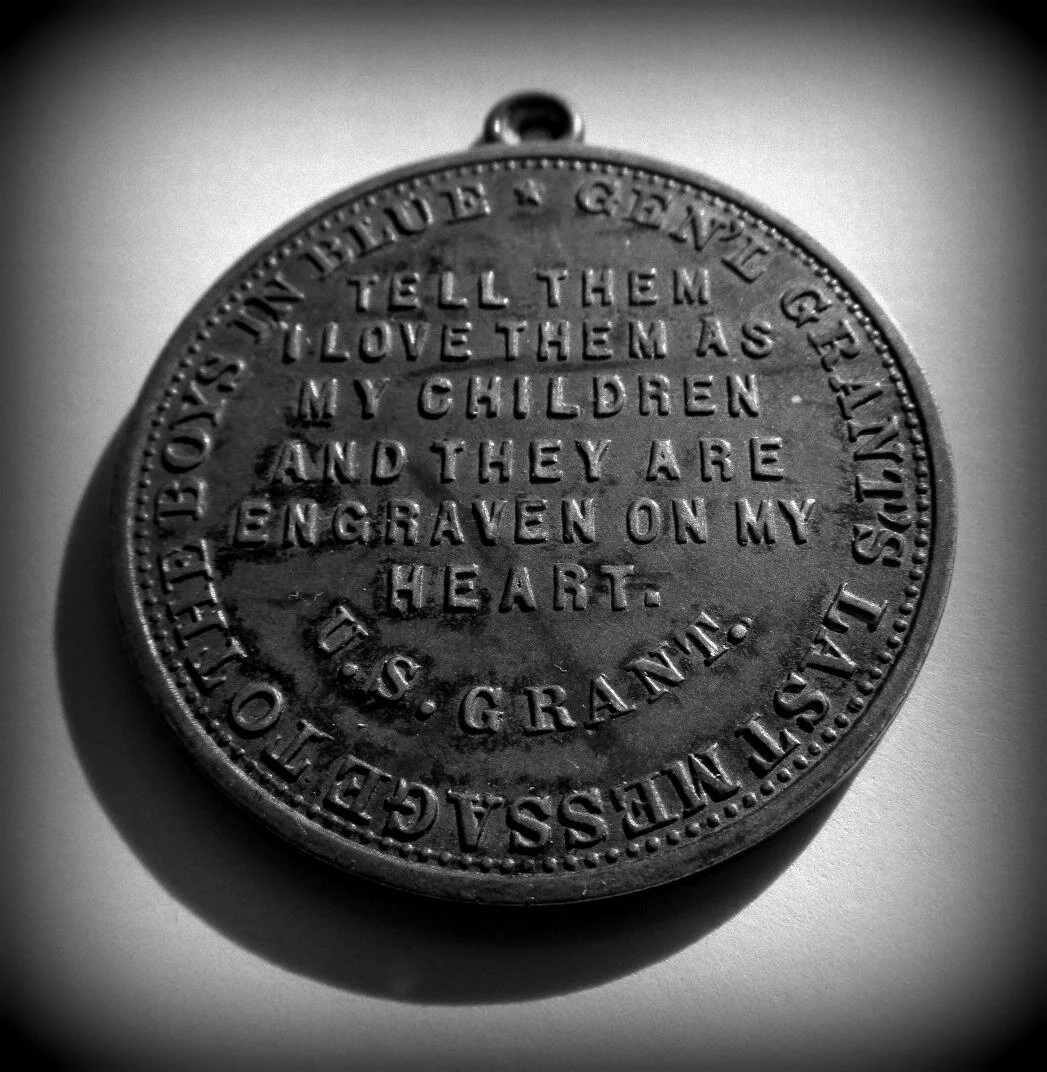 GEN'L GRANT'S LAST MESSAGE TO THE BOYS IN BLUE
TELL THEM
I LOVE THEM AS
MY CHILDREN
AND THEY ARE
ENGRAVEN ON MY
HEART.
U.S. GRANT.